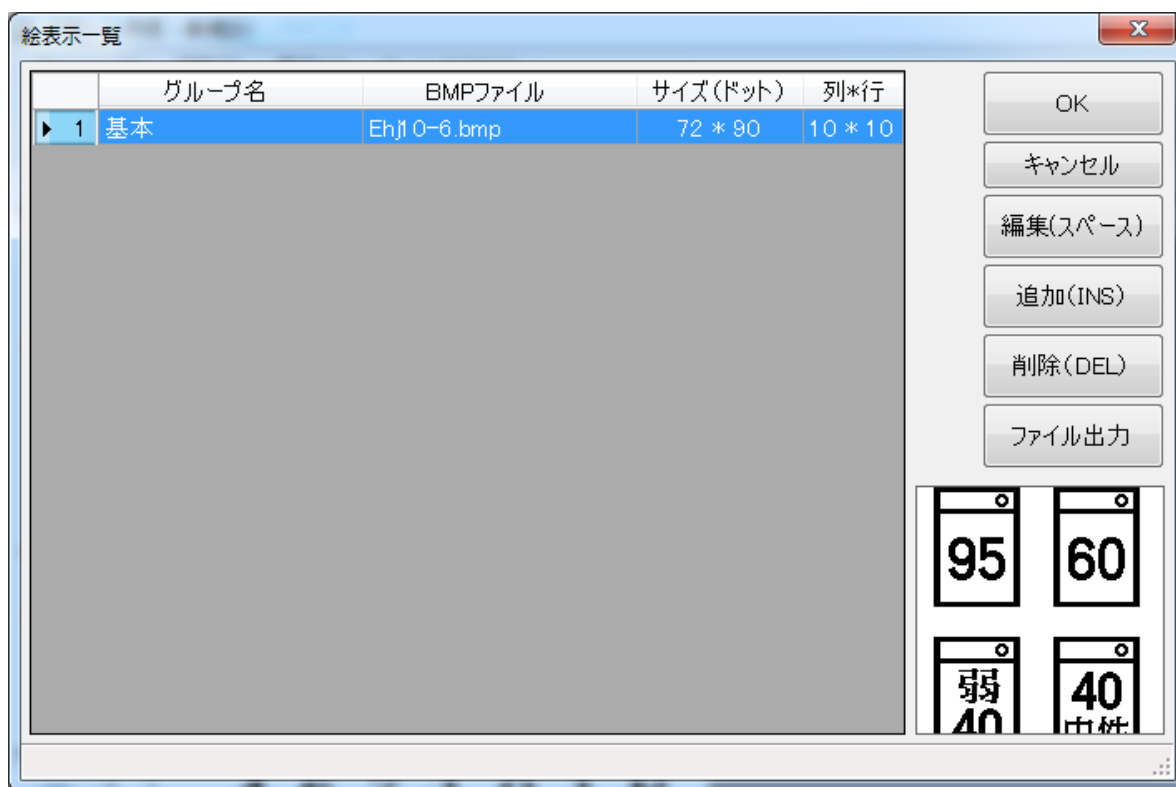 絵表示一覧
グループ名 BMPファイル サイズ(ドット) 列*行
1 基本 Ehj10-6.bmp 72 * 90 10 * 10
OK
キャンセル
編集(スペース)
追加(INS)
削除(DEL)
ファイル出力
95 60
弱 40
40 中性